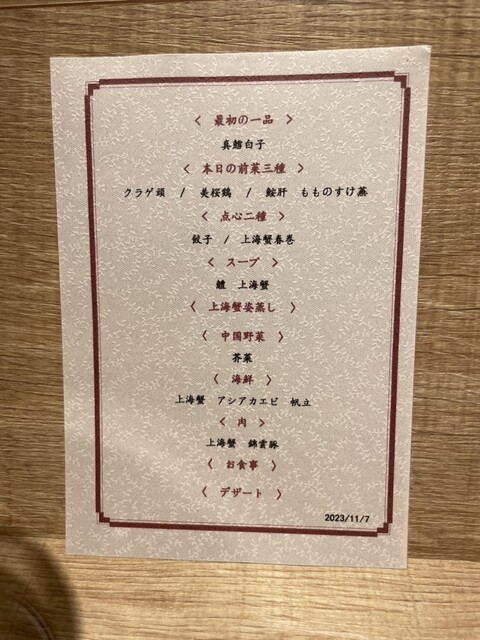 < 最初の一品 >
真鱈白子
< 本日の前菜三種 >
クラゲ頭 / 美桜鶏 / 鮟肝 もものすけ蒸
< 点心二種 >
餃子 / 上海蟹春巻
< スープ >
鱧 上海蟹
< 上海蟹姿蒸し >
< 中国野菜 >
芥菜
< 海鮮 >
上海蟹 アシアカエビ 帆立
< 肉 >
上海蟹 錦雲豚
< お食事 >
< デザート >
2023/11/7